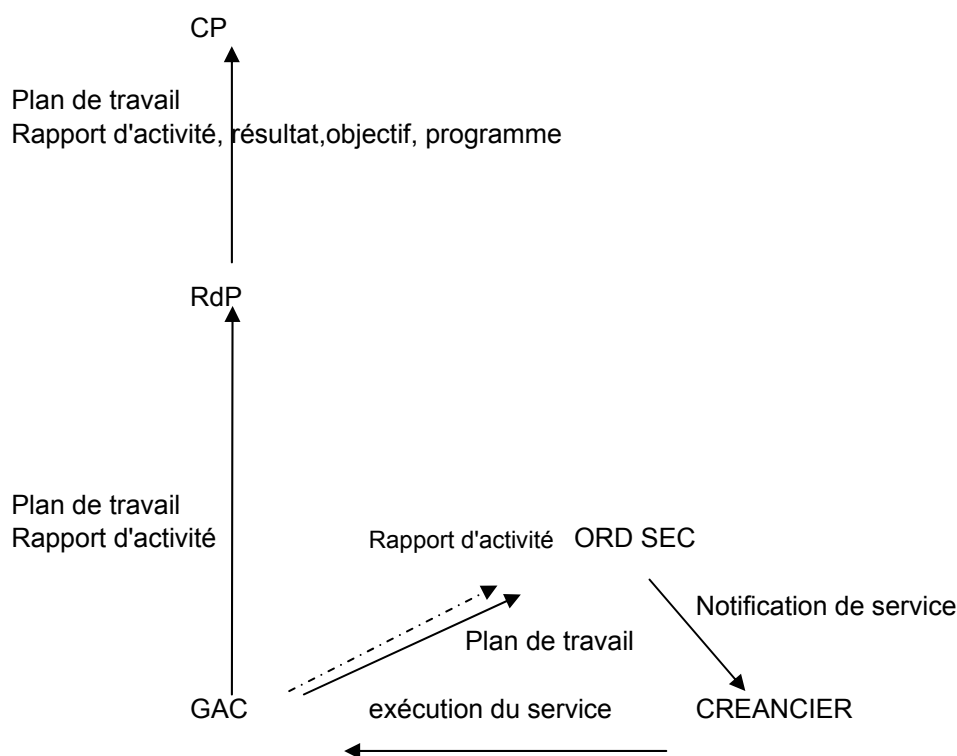 CP
Plan de travail
Rapport d'activité, résultat,objectif, programme
RdP
Plan de travail
Rapport d'activité
Rapport d'activité
ORD SEC
Notification de service
Plan de travail
GAC
exécution du service
CREANCIER